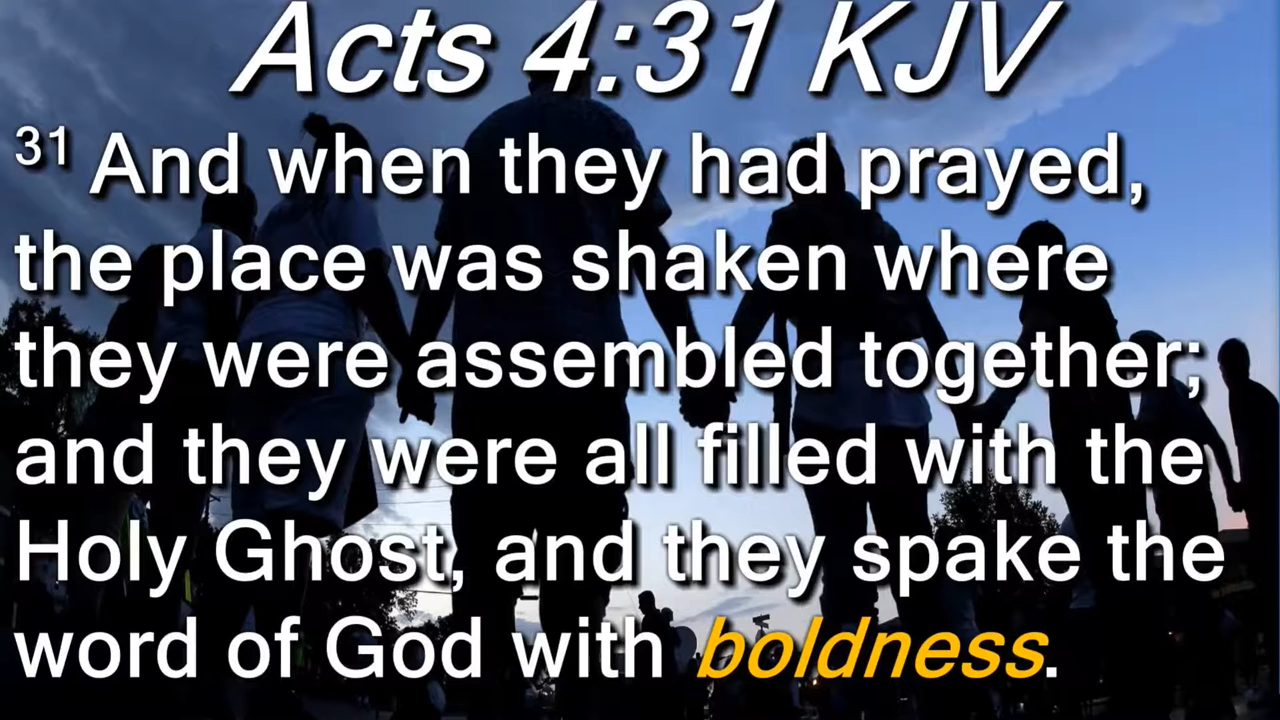 Acts 4:31 KJV
31 And when they had prayed,
the place was shaken where
they were assembled together;
and they were all filled with the
Holy Ghost, and they spake the
word of God with boldness.